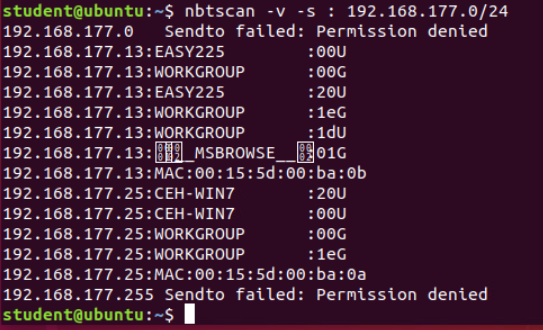 student@ubuntu:~$ nbtscan -v -s : 192.168.177.0/24
192.168.177.0   Sendto failed: Permission denied
192.168.177.13:EASY225         :00U
192.168.177.13:WORKGROUP       :00G
192.168.177.13:EASY225         :20U
192.168.177.13:WORKGROUP       :1eG
192.168.177.13:WORKGROUP       :1dU
192.168.177.13:__MSBROWSE__:01G
192.168.177.13:MAC:00:15:5d:00:ba:0b
192.168.177.25:CEH-WIN7        :20U
192.168.177.25:CEH-WIN7        :00U
192.168.177.25:WORKGROUP       :00G
192.168.177.25:WORKGROUP       :1eG
192.168.177.25:MAC:00:15:5d:00:ba:0a
192.168.177.255 Sendto failed: Permission denied
student@ubuntu:~$